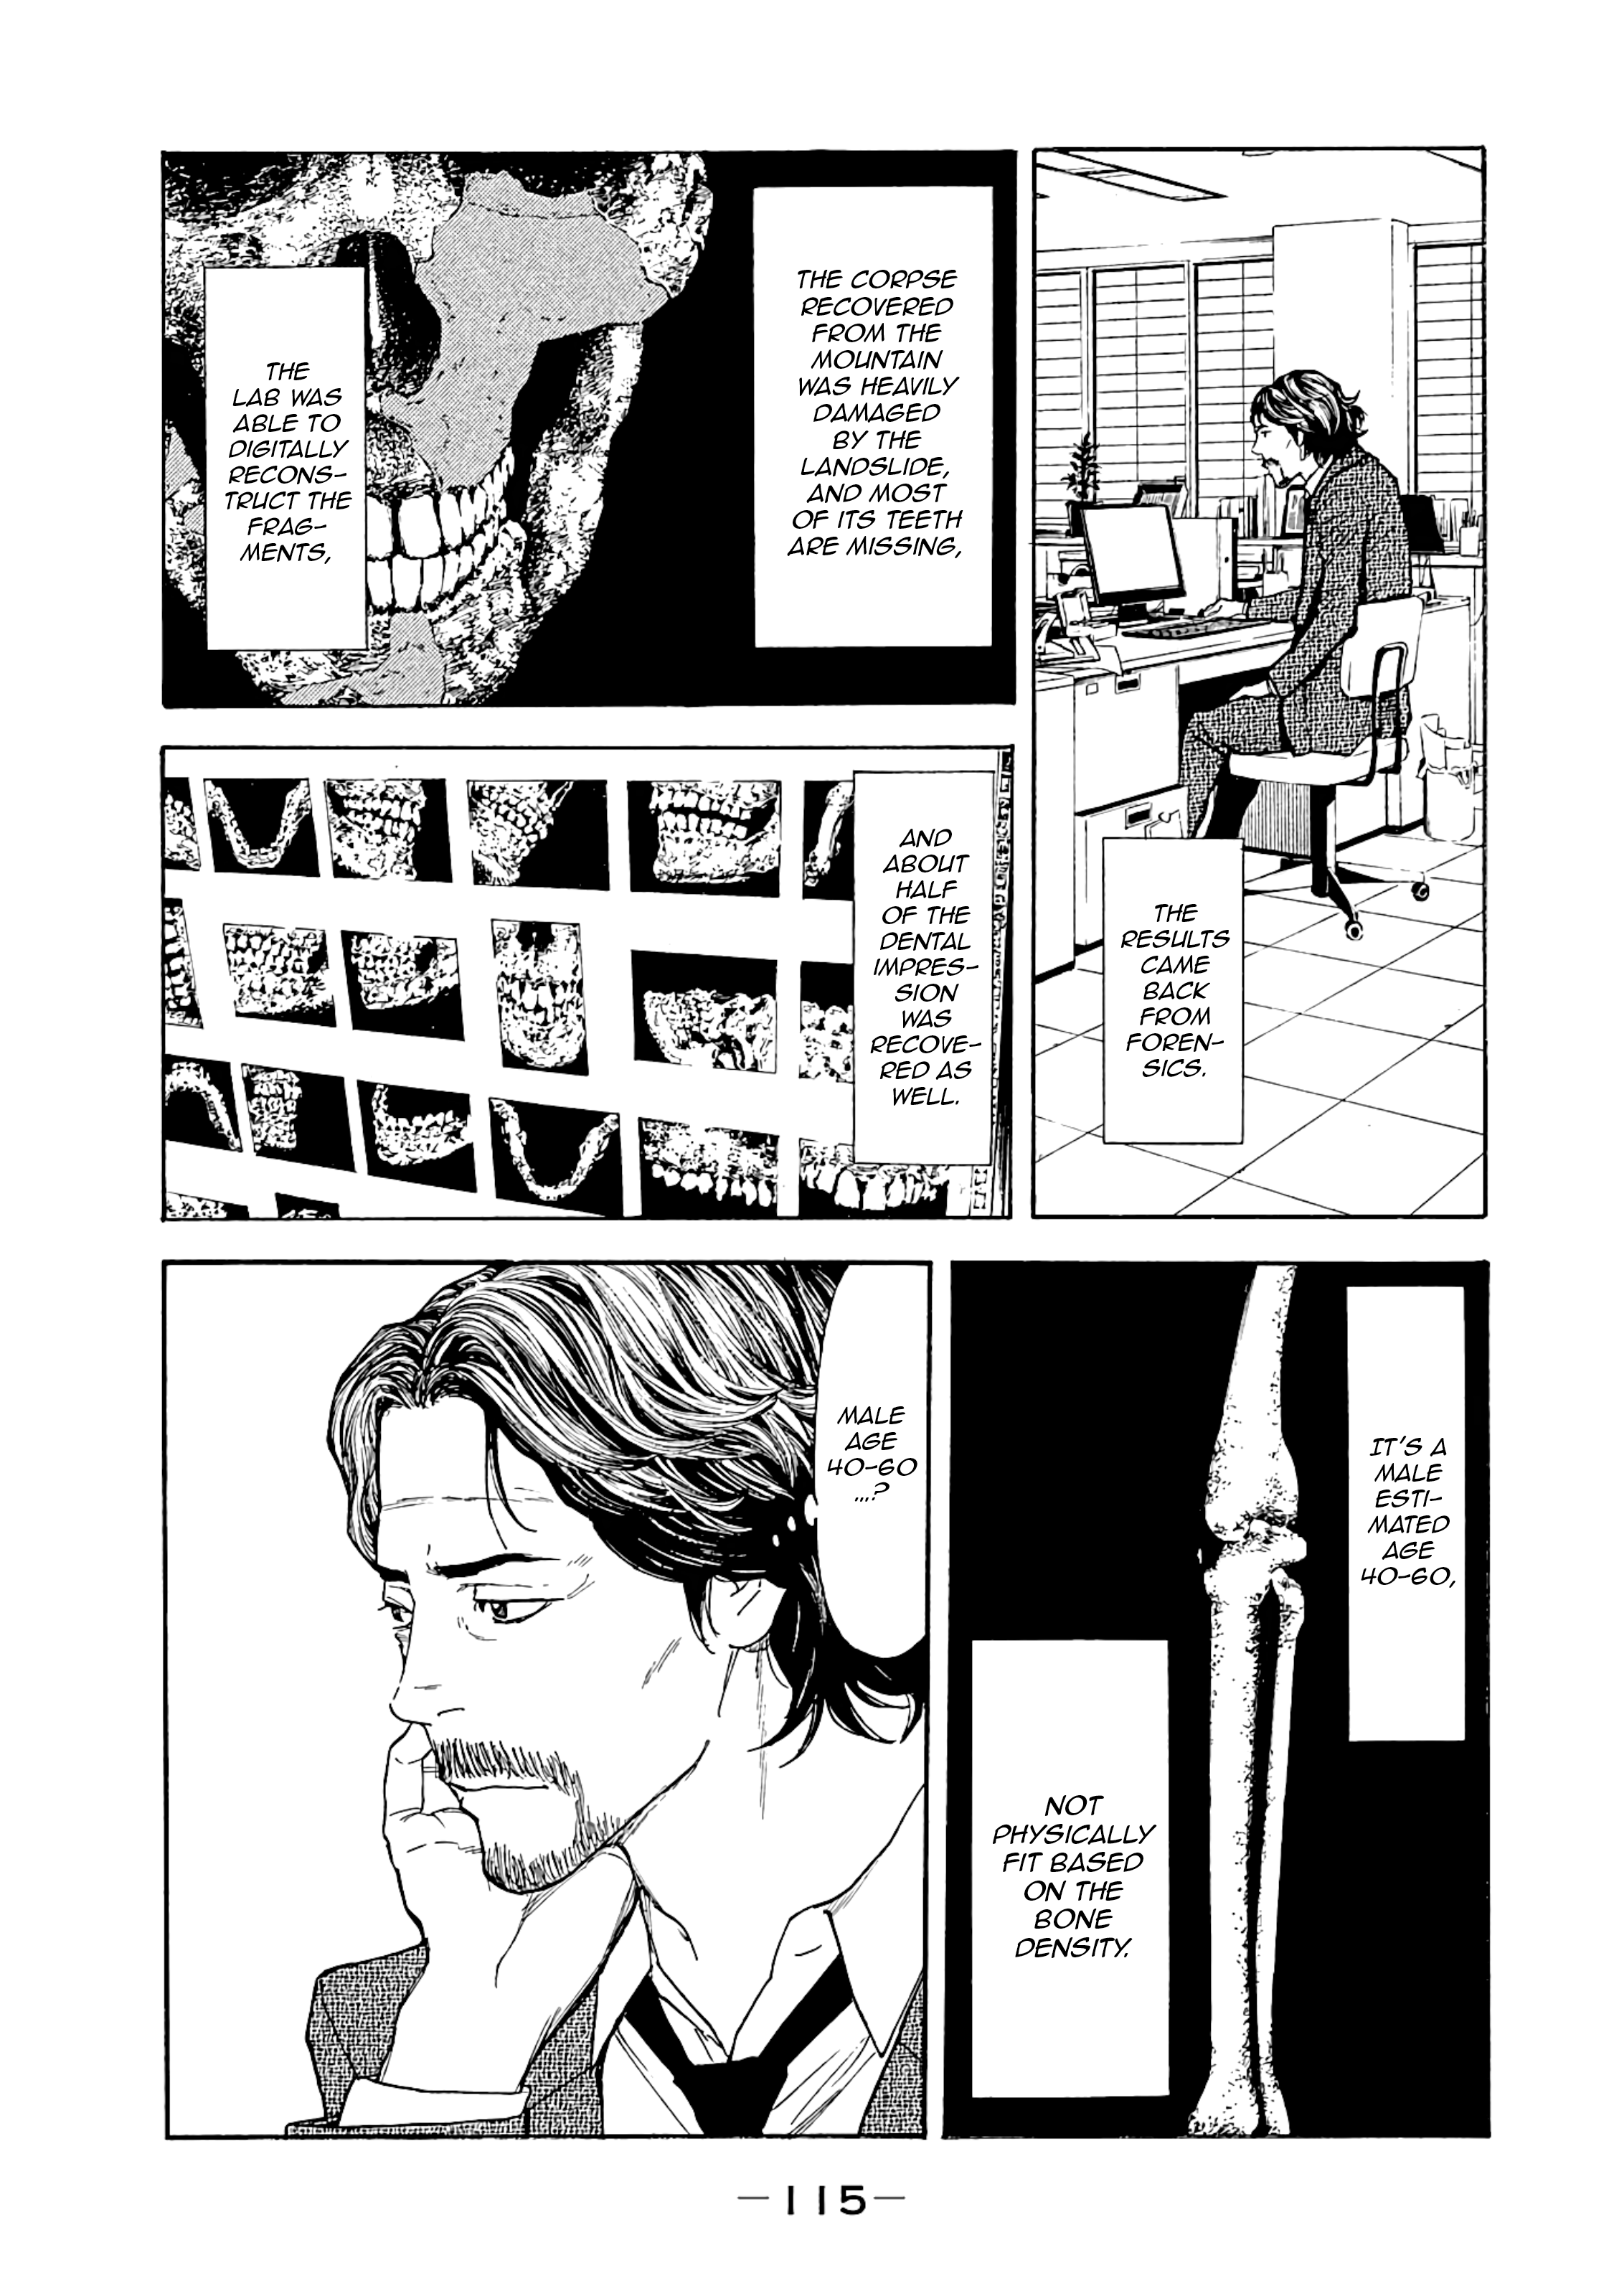 THE
RESULTS
CAME
BACK
FROM
FOREN-
SICS.
THE CORPSE
RECOVERED
FROM THE
MOUNTAIN
WAS HEAVILY
DAMAGED
BY THE
LANDSLIDE,
AND MOST
OF ITS TEETH
ARE MISSING,
THE
LAB WAS
ABLE TO
DIGITALLY
RECONS-
TRUCT THE
FRAG-
MENTS,
AND
ABOUT
HALF
OF THE
DENTAL
IMPRES-
SION
WAS
RECOVE-
RED AS
WELL.
IT'S A
MALE
ESTI-
MATED
AGE
40-60,
NOT
PHYSICALLY
FIT BASED
ON THE
BONE
DENSITY.
MALE
AGE
40-60
...?
—115—